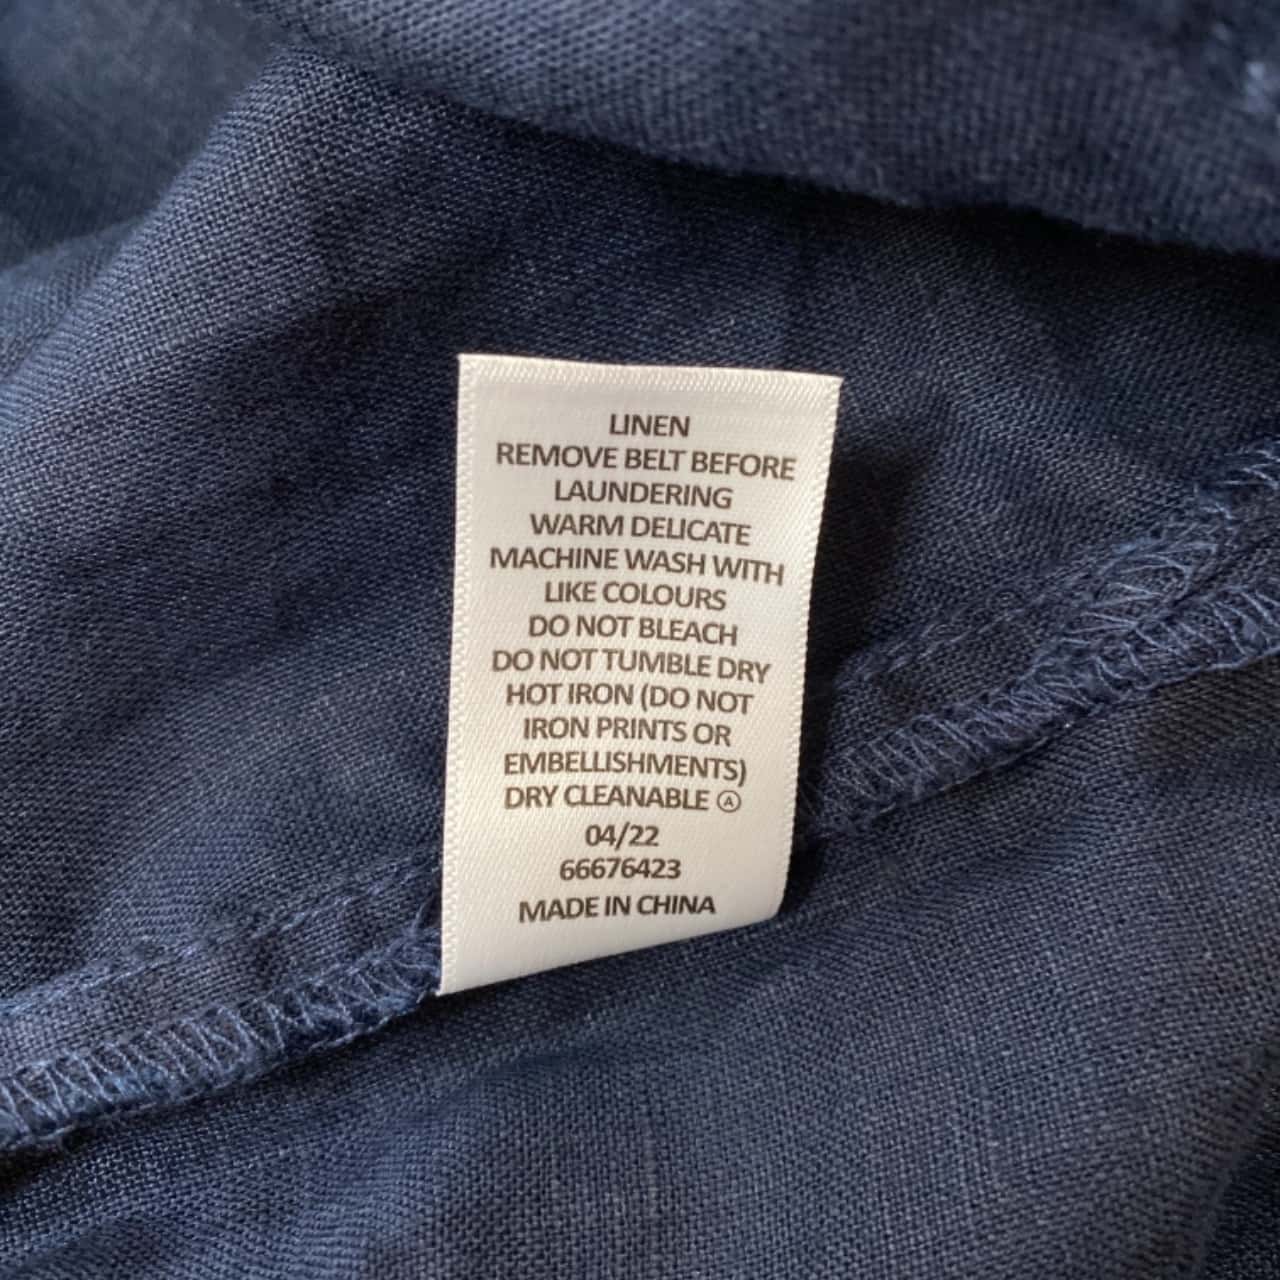 LINEN
REMOVE BELT BEFORE
LAUNDERING
WARM DELICATE
MACHINE WASH WITH
LIKE COLOURS
DO NOT BLEACH
DO NOT TUMBLE DRY
HOT IRON (DO NOT
IRON PRINTS OR
EMBELLISHMENTS)
DRY CLEANABLE Ⓐ
04/22
66676423
MADE IN CHINA